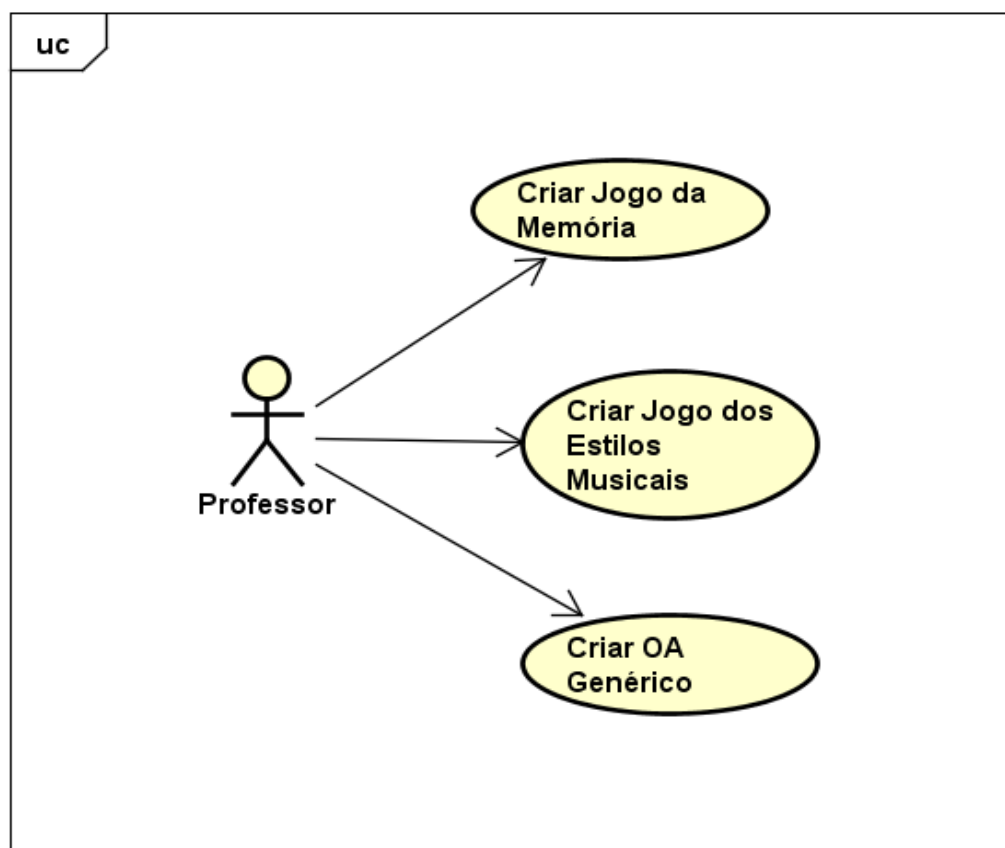 uc
Criar Jogo da
Memória
Criar Jogo dos
Estilos
Musicais
Professor
Criar OA
Genérico